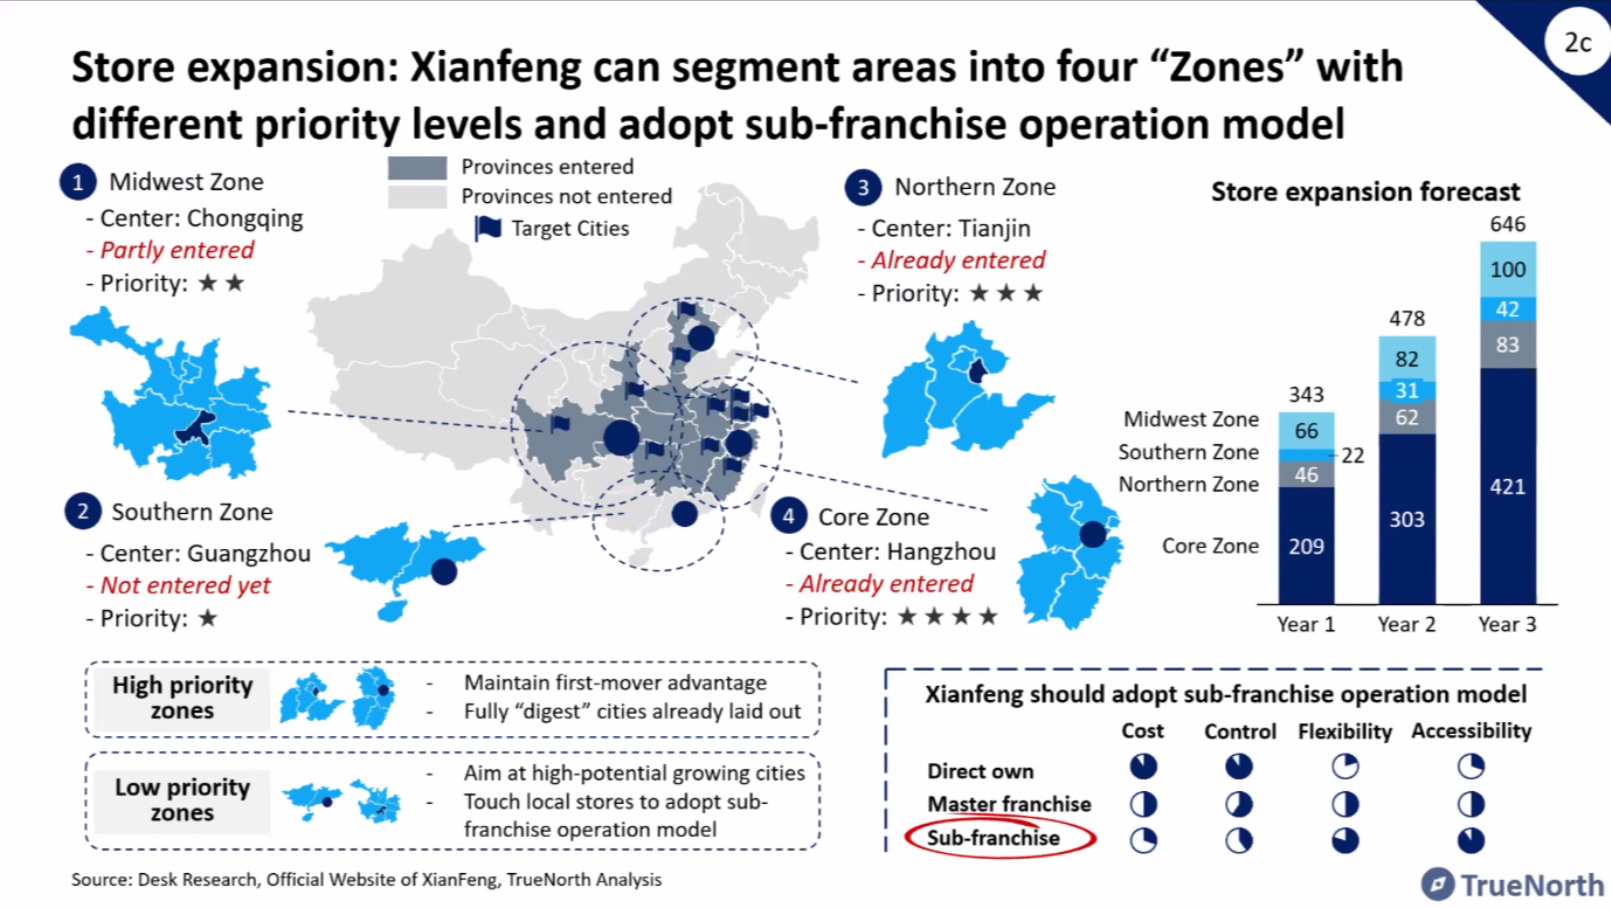 2c
Store expansion: Xianfeng can segment areas into four “Zones” with
different priority levels and adopt sub-franchise operation model
1 Midwest Zone
- Center: Chongqing
- Partly entered
- Priority: ★ ★
Provinces entered
Provinces not entered
Target Cities
3 Northern Zone
- Center: Tianjin
- Already entered
- Priority: ★ ★ ★
2 Southern Zone
- Center: Guangzhou
- Not entered yet
- Priority: ★
4 Core Zone
- Center: Hangzhou
- Already entered
- Priority: ★ ★ ★ ★
Store expansion forecast
646
100
42
83
421
478
82
31
62
303
343
66
22
46
209
Midwest Zone
Southern Zone
Northern Zone
Core Zone
Year 1 Year 2 Year 3
High priority
zones
- Maintain first-mover advantage
- Fully “digest” cities already laid out
Low priority
zones
- Aim at high-potential growing cities
- Touch local stores to adopt sub-
franchise operation model
Xianfeng should adopt sub-franchise operation model
Cost Control Flexibility Accessibility
Direct own
Master franchise
Sub-franchise
Source: Desk Research, Official Website of XianFeng, TrueNorth Analysis
TrueNorth